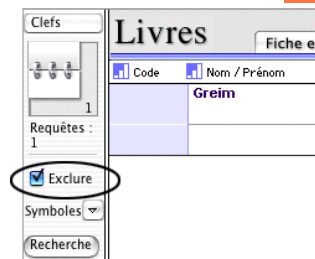 Clefs
Livres
Fiche e
Code
Nom / Prénom
Greim
1
Requêtes :
1
Exclure
Symboles
Recherche